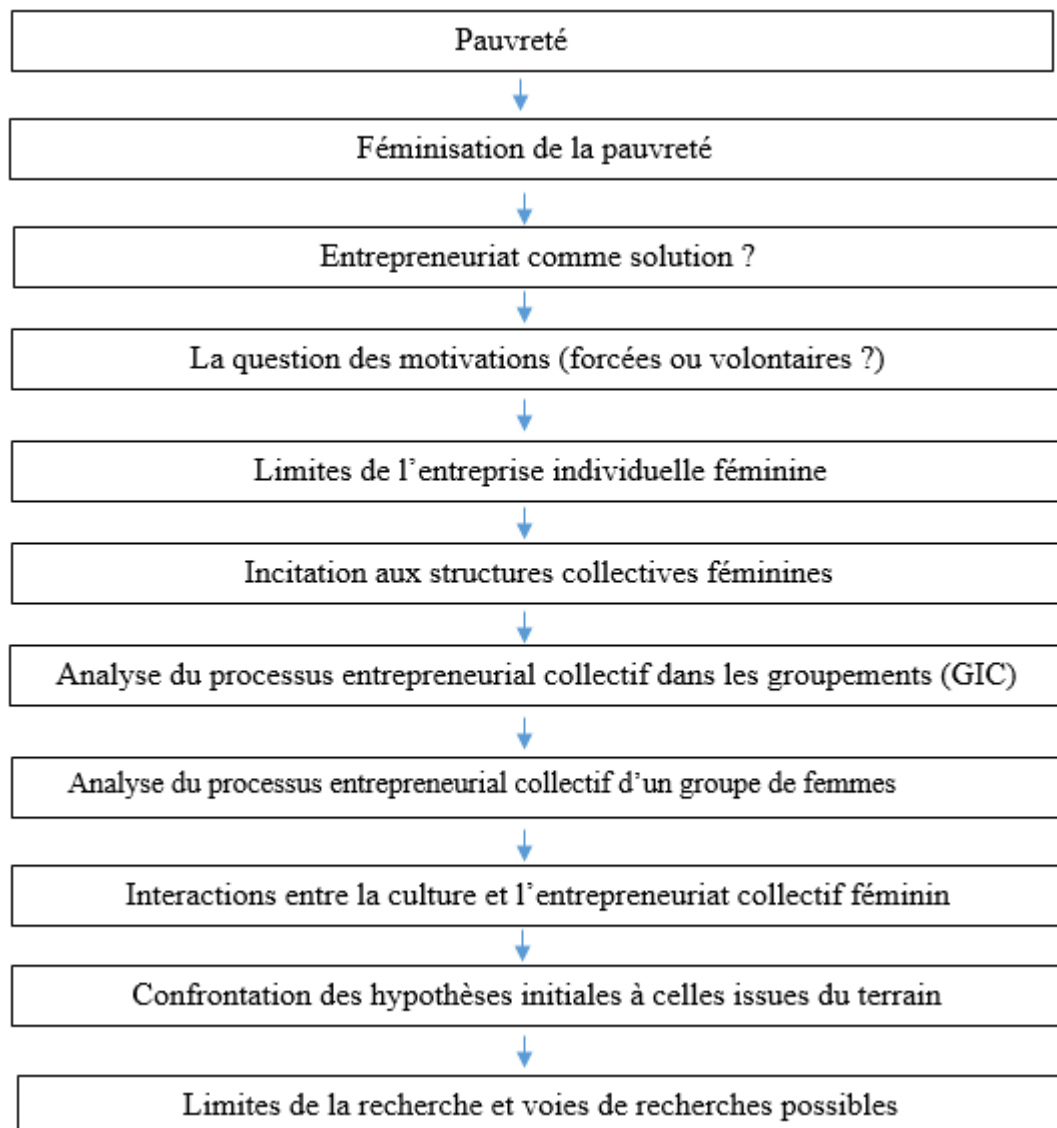 Pauvreté
Féminisation de la pauvreté
Entrepreneuriat comme solution ?
La question des motivations (forcées ou volontaires ?)
Limites de l’entreprise individuelle féminine
Incitation aux structures collectives féminines
Analyse du processus entrepreneurial collectif dans les groupements (GIC)
Analyse du processus entrepreneurial collectif d’un groupe de femmes
Interactions entre la culture et l’entrepreneuriat collectif féminin
Confrontation des hypothèses initiales à celles issues du terrain
Limites de la recherche et voies de recherches possibles